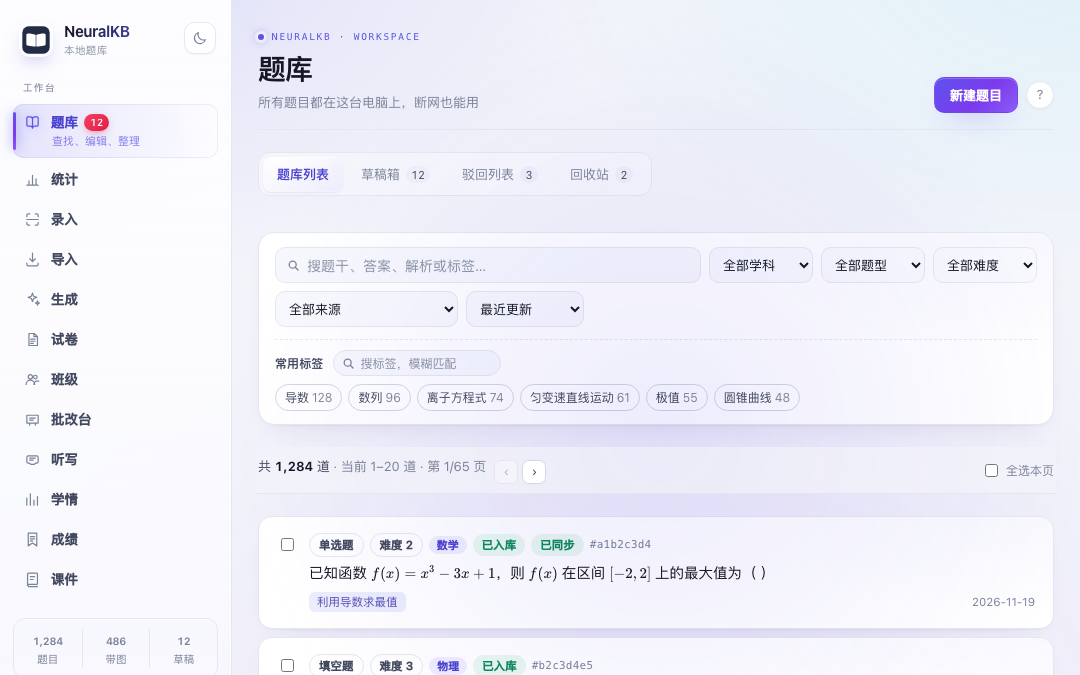 NeuralKB
本地题库
工作台
题库 12
查找、编辑、整理
统计
录入
导入
生成
试卷
班级
批改台
听写
学情
成绩
课件
1,284 486 12
题目 带图 草稿
NEURALKB · WORKSPACE
题库
所有题目都在这台电脑上，断网也能用
新建题目 ?
题库列表 草稿箱 12 驳回列表 3 回收站 2
搜题干、答案、解析或标签… 全部学科 全部题型 全部难度
全部来源 最近更新
常用标签 搜标签，模糊匹配
导数 128 数列 96 离子方程式 74 匀变速直线运动 61 极值 55 圆锥曲线 48
共 1,284 道 · 当前 1–20 道 · 第 1/65 页 ‹ › 全选本页
单选题 难度 2 数学 已入库 已同步 #a1b2c3d4
已知函数 f(x) = x³ − 3x + 1，则 f(x) 在区间 [−2, 2] 上的最大值为（ ）
利用导数求最值 2026-11-19
填空题 难度 3 物理 已入库 #b2c3d4e5